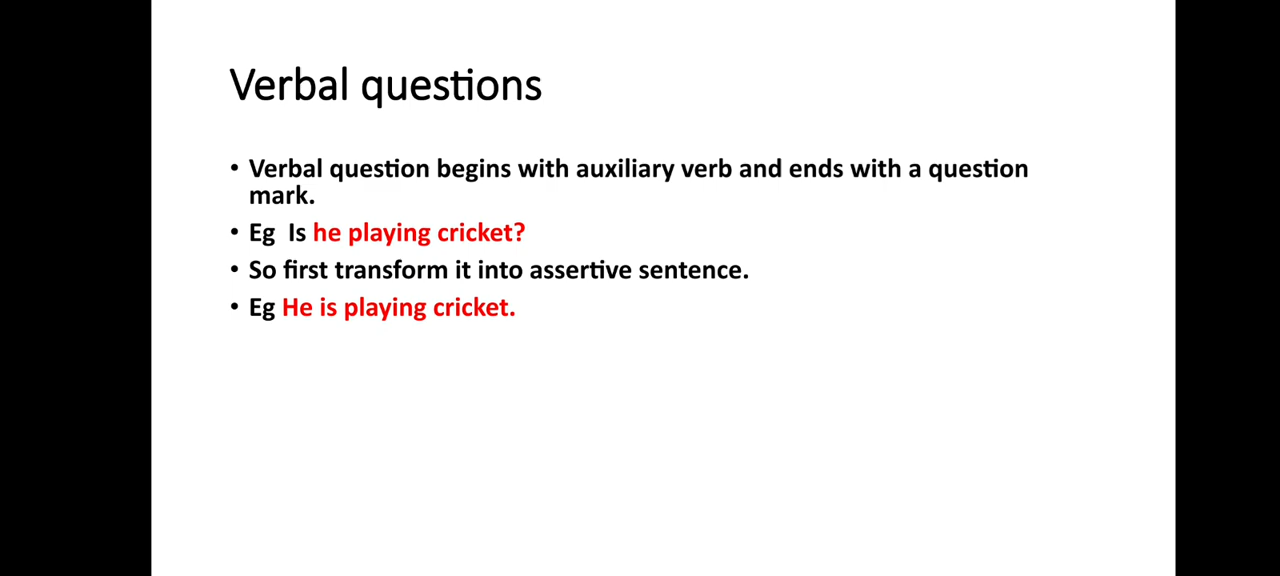 Verbal questions
• Verbal question begins with auxiliary verb and ends with a question
mark.
• Eg  Is he playing cricket?
• So first transform it into assertive sentence.
• Eg He is playing cricket.